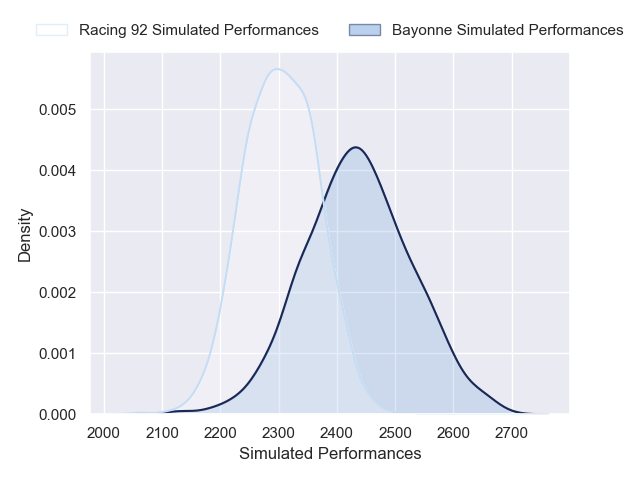 Racing 92 Simulated Performances
Bayonne Simulated Performances
0.005
0.004
0.003
0.002
0.001
0.000
Density
2000 2100 2200 2300 2400 2500 2600 2700
Simulated Performances